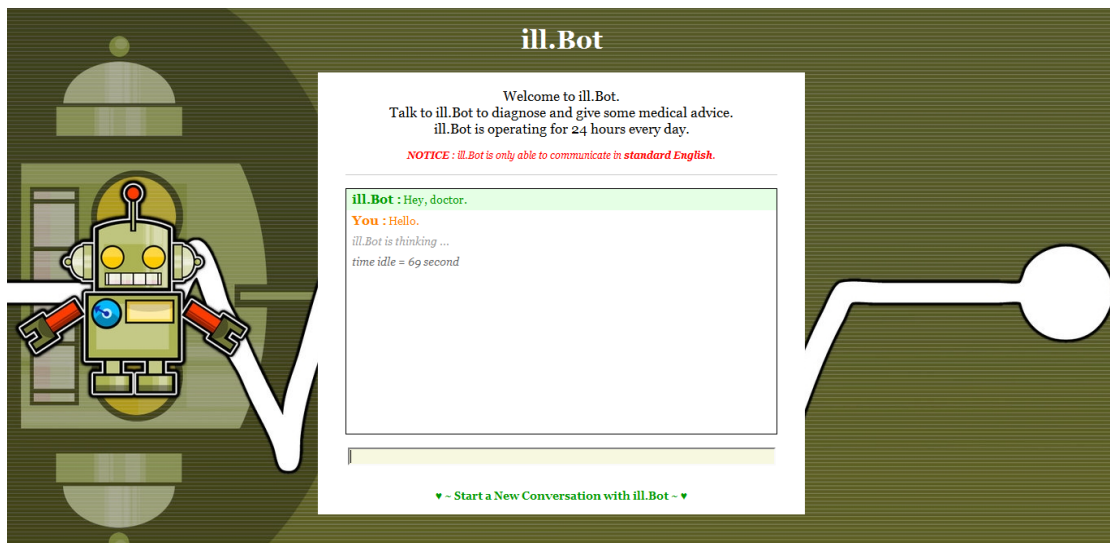 ill.Bot
Welcome to ill.Bot.
Talk to ill.Bot to diagnose and give some medical advice.
ill.Bot is operating for 24 hours every day.
NOTICE : ill.Bot is only able to communicate in standard English.
ill.Bot : Hey, doctor.
You : Hello.
ill.Bot is thinking ...
time idle = 69 second
♥ ~ Start a New Conversation with ill.Bot ~ ♥